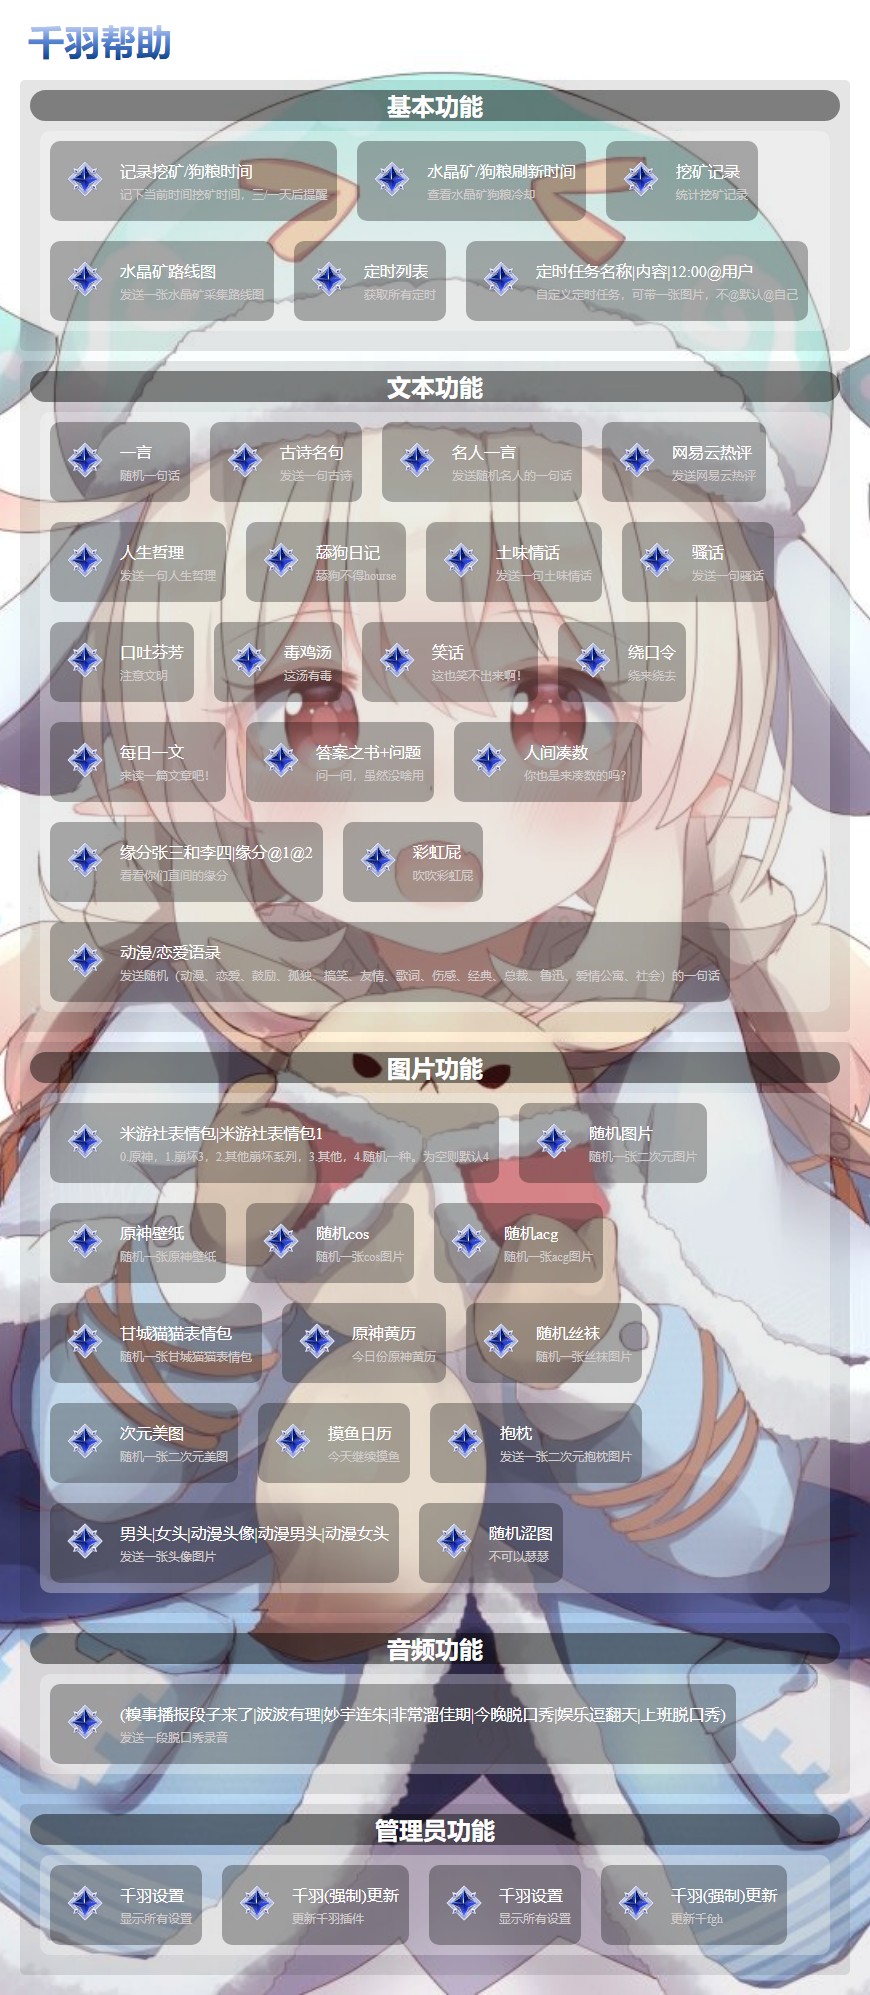 千羽帮助
基本功能
记录挖矿/狗粮时间
记下当前时间挖矿时间，三/一天后提醒
水晶矿/狗粮刷新时间
查看水晶矿狗粮冷却
挖矿记录
统计挖矿记录
水晶矿路线图
发送一张水晶矿采集路线图
定时列表
获取所有定时
定时任务名称|内容|12:00@用户
自定义定时任务，可带一张图片，不@默认@自己
文本功能
一言
随机一句话
古诗名句
发送一句古诗
名人一言
发送随机名人的一句话
网易云热评
发送网易云热评
人生哲理
发送一句人生哲理
舔狗日记
舔狗不得hourse
土味情话
发送一句土味情话
骚话
发送一句骚话
口吐芬芳
注意文明
毒鸡汤
这汤有毒
笑话
这也笑不出来啊！
绕口令
绕来绕去
每日一文
来读一篇文章吧！
答案之书+问题
问一问，虽然没啥用
人间凑数
你也是来凑数的吗？
缘分张三和李四|缘分@1@2
看看你们直间的缘分
彩虹屁
吹吹彩虹屁
动漫/恋爱语录
发送随机（动漫、恋爱、鼓励、孤独、搞笑、友情、歌词、伤感、经典、总裁、鲁迅、爱情公寓、社会）的一句话
图片功能
米游社表情包|米游社表情包1
0.原神，1.崩坏3，2.其他崩坏系列，3.其他，4.随机一种。为空则默认4
随机图片
随机一张二次元图片
原神壁纸
随机一张原神壁纸
随机cos
随机一张cos图片
随机acg
随机一张acg图片
甘城猫猫表情包
随机一张甘城猫猫表情包
原神黄历
今日份原神黄历
随机丝袜
随机一张丝袜图片
次元美图
随机一张二次元美图
摸鱼日历
今天继续摸鱼
抱枕
发送一张二次元抱枕图片
男头|女头|动漫头像|动漫男头|动漫女头
发送一张头像图片
随机涩图
不可以瑟瑟
音频功能
(糗事播报段子来了|波波有理|妙宇连朱|非常溜佳期|今晚脱口秀|娱乐逗翻天|上班脱口秀)
发送一段脱口秀录音
管理员功能
千羽设置
显示所有设置
千羽(强制)更新
更新千羽插件
千羽设置
显示所有设置
千羽(强制)更新
更新千fgh